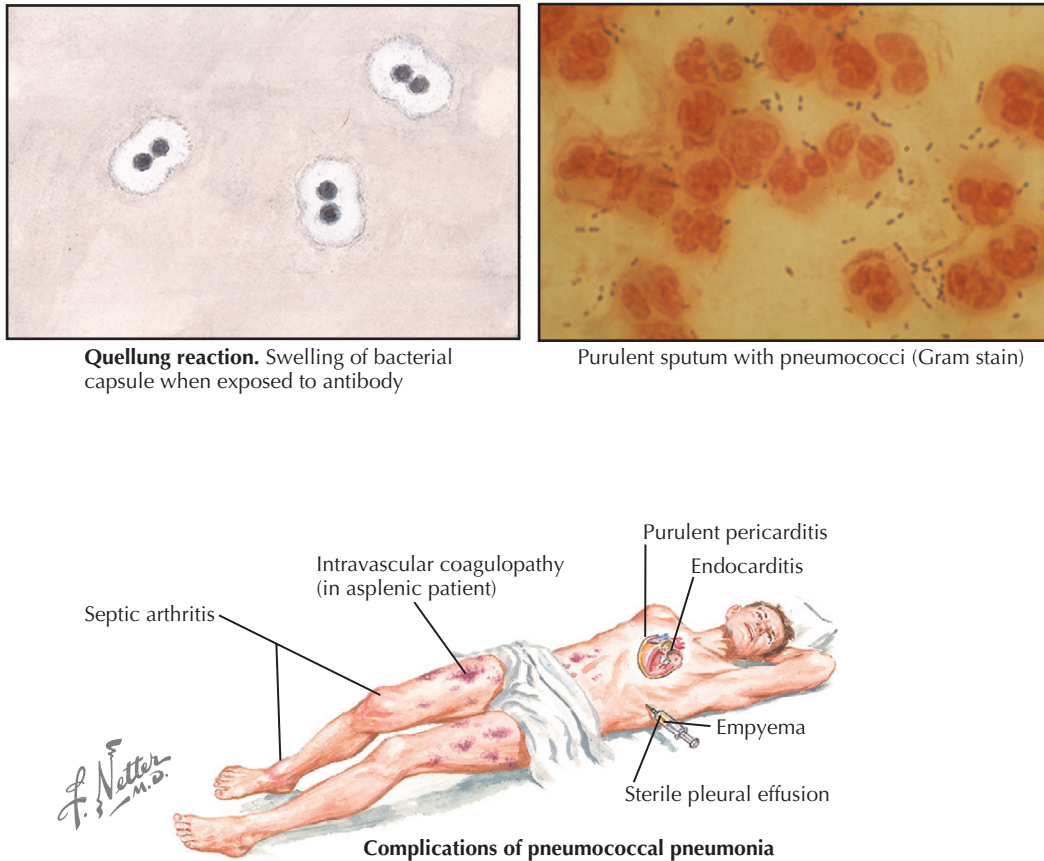 Quellung reaction. Swelling of bacterial
capsule when exposed to antibody
Purulent sputum with pneumococci (Gram stain)
Purulent pericarditis
Endocarditis
Intravascular coagulopathy
(in asplenic patient)
Septic arthritis
Empyema
Sterile pleural effusion
F. Netter
M.D.
Complications of pneumococcal pneumonia